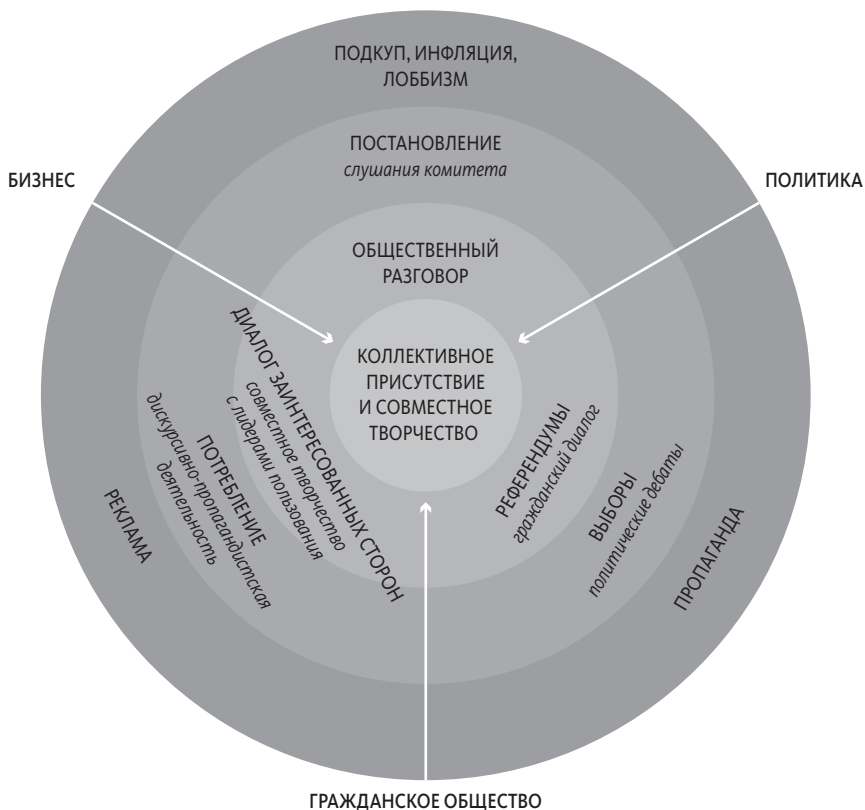 ПОДКУП, ИНФЛЯЦИЯ,
ЛОББИЗМ
ПОСТАНОВЛЕНИЕ
слушания комитета
БИЗНЕС
ПОЛИТИКА
ОБЩЕСТВЕННЫЙ
РАЗГОВОР
КОЛЛЕКТИВНОЕ
ПРИСУТСТВИЕ
И СОВМЕСТНОЕ
ТВОРЧЕСТВО
ДИАЛОГ ЗАИНТЕРЕСОВАННЫХ СТОРОН
совместное творчество
с лидерами пользования
ПОТРЕБЛЕНИЕ
дискурсивно-пропагандистская
деятельность
РЕКЛАМА
РЕФЕРЕНДУМЫ
гражданский диалог
ВЫБОРЫ
политические дебаты
ПРОПАГАНДА
ГРАЖДАНСКОЕ ОБЩЕСТВО